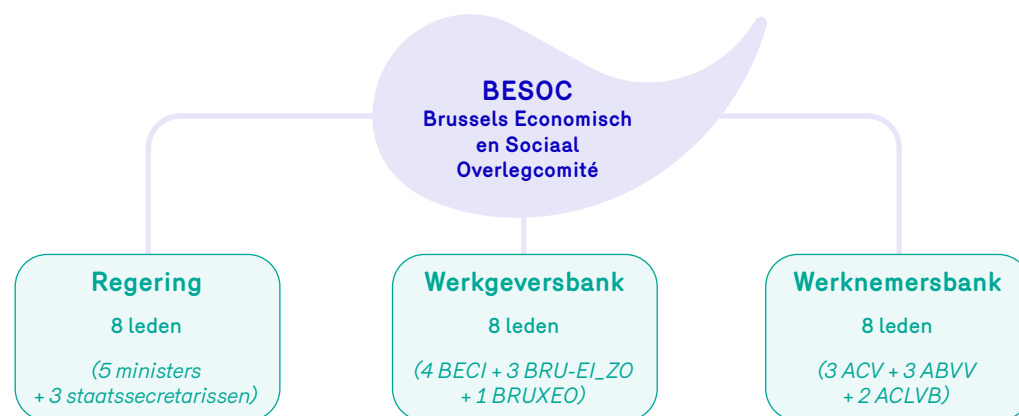 BESOC
Brussels Economisch
en Sociaal
Overlegcomité
Regering
8 leden
(5 ministers
+ 3 staatssecretarissen)
Werkgeversbank
8 leden
(4 BECI + 3 BRU-EI_ZO
+ 1 BRUXEO)
Werknemersbank
8 leden
(3 ACV + 3 ABVV
+ 2 ACLVB)